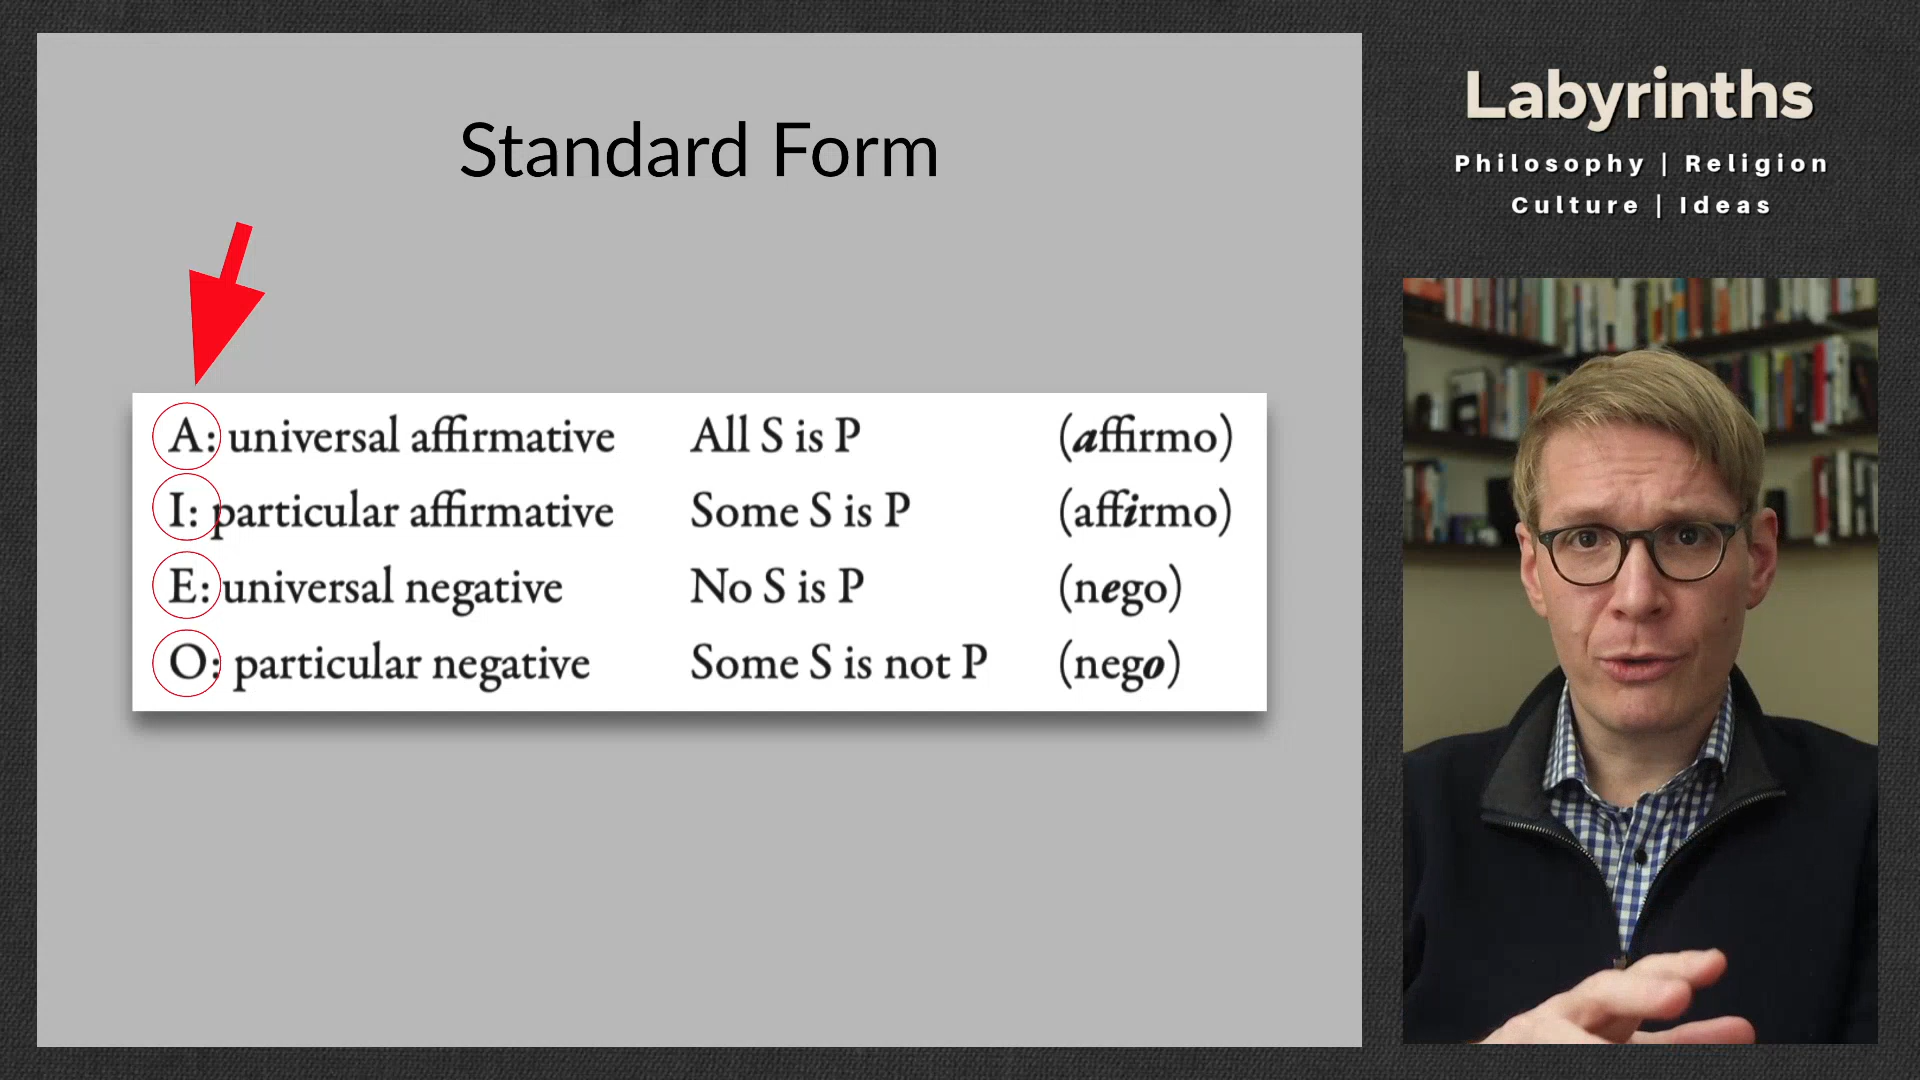 Standard Form
A: universal affirmative All S is P (affirmo)
I: particular affirmative Some S is P (affirmo)
E: universal negative No S is P (nego)
O: particular negative Some S is not P (nego)
Labyrinths
Philosophy | Religion
Culture | Ideas